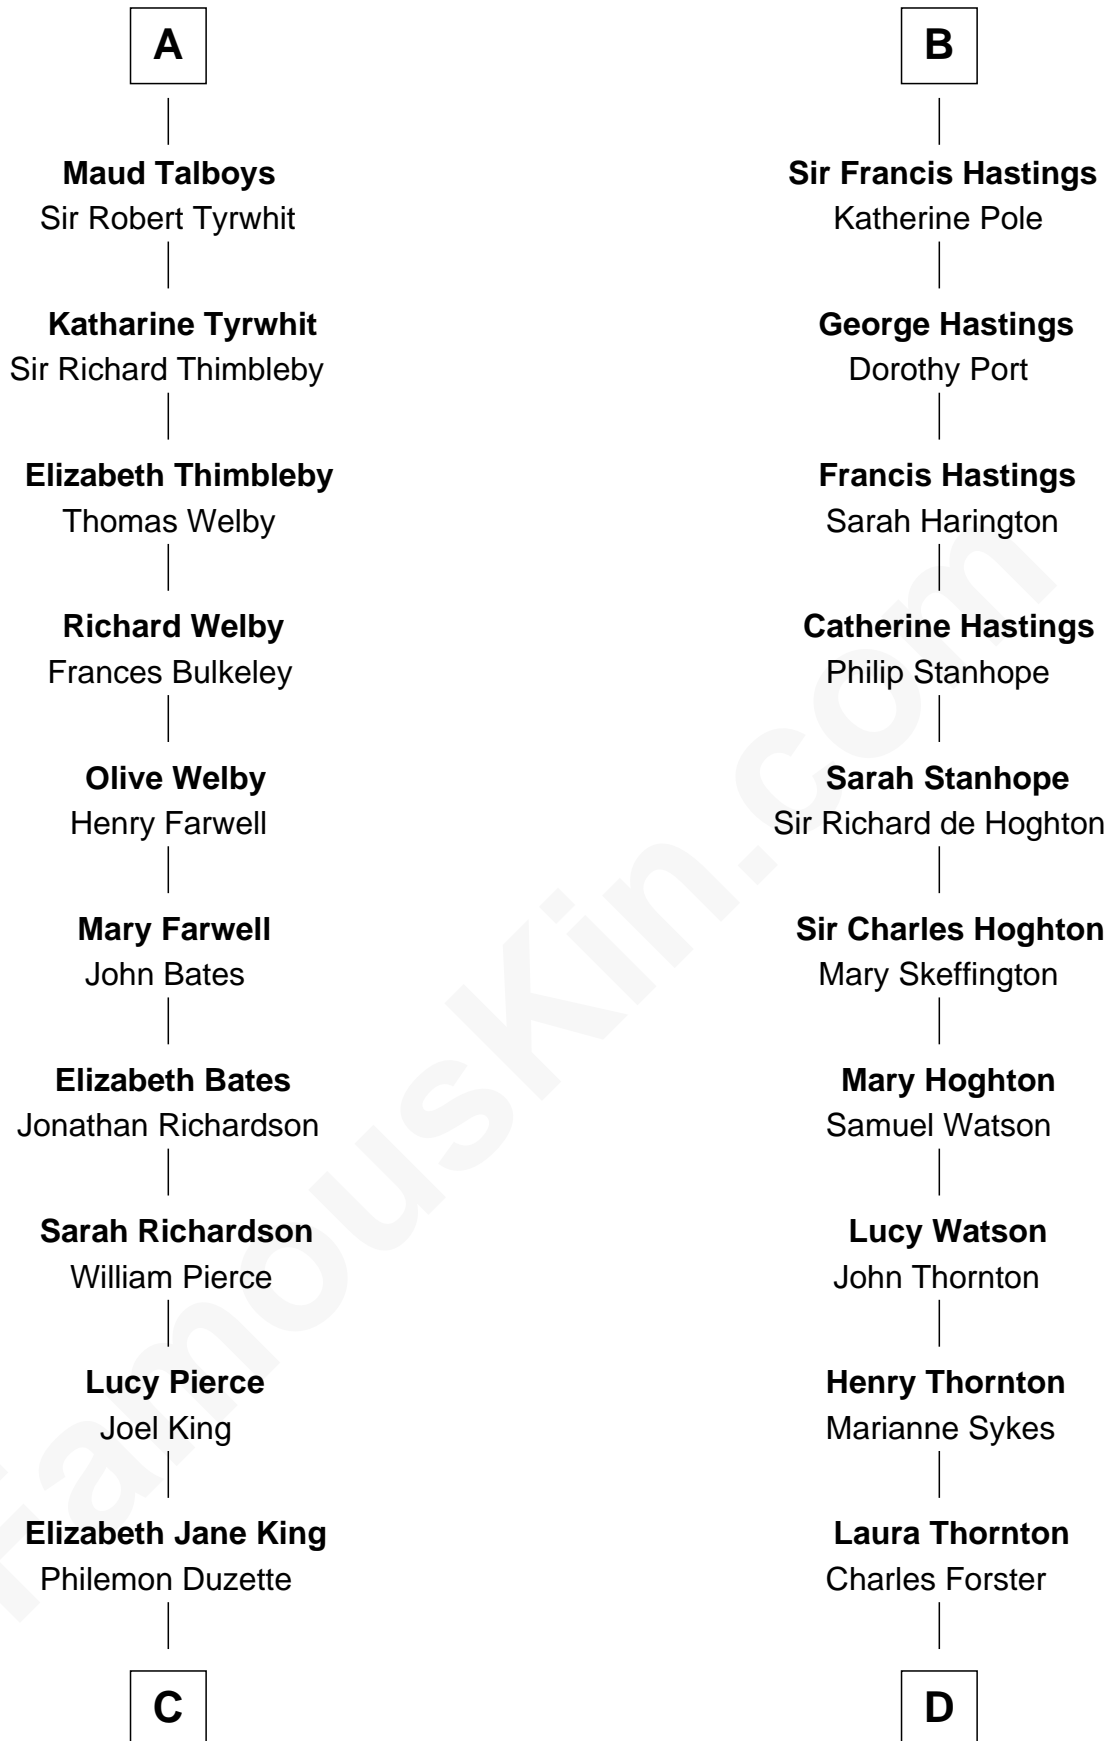 A
Maud Talboys
Sir Robert Tyrwhit
Katharine Tyrwhit
Sir Richard Thimbleby
Elizabeth Thimbleby
Thomas Welby
Richard Welby
Frances Bulkeley
Olive Welby
Henry Farwell
Mary Farwell
John Bates
Elizabeth Bates
Jonathan Richardson
Sarah Richardson
William Pierce
Lucy Pierce
Joel King
Elizabeth Jane King
Philemon Duzette
C
B
Sir Francis Hastings
Katherine Pole
George Hastings
Dorothy Port
Francis Hastings
Sarah Harington
Catherine Hastings
Philip Stanhope
Sarah Stanhope
Sir Richard de Hoghton
Sir Charles Hoghton
Mary Skeffington
Mary Hoghton
Samuel Watson
Lucy Watson
John Thornton
Henry Thornton
Marianne Sykes
Laura Thornton
Charles Forster
D
FamousKin.com